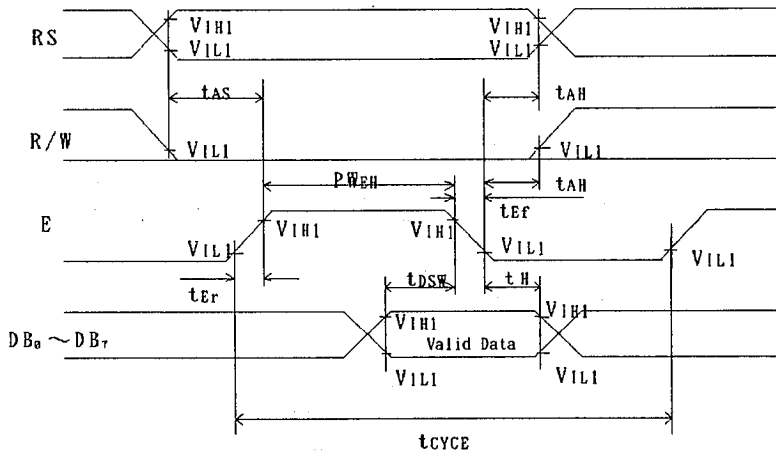 RS VIH1 VIL1 VIH1 VIL1
tAS tAH
R/W VIL1 VIL1
PWEH tAH
tEf
E VIL1 VIH1 VIH1 VIL1 VIL1
tEr tDSW tH
DB0 ～DB7 VIH1 Valid Data VIH1
VIL1 VIL1
tCYCE